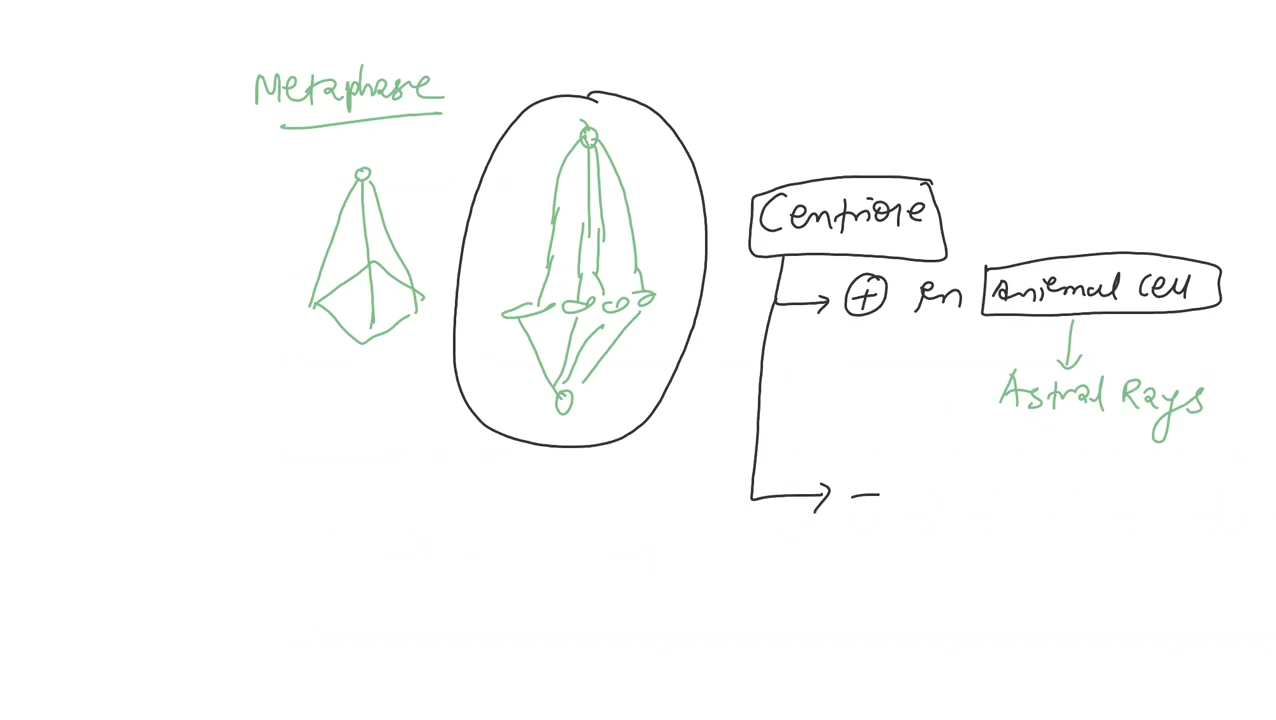 Metaphase
Centriole
→ ⊕ in Animal Cell
Astral Rays
→ −